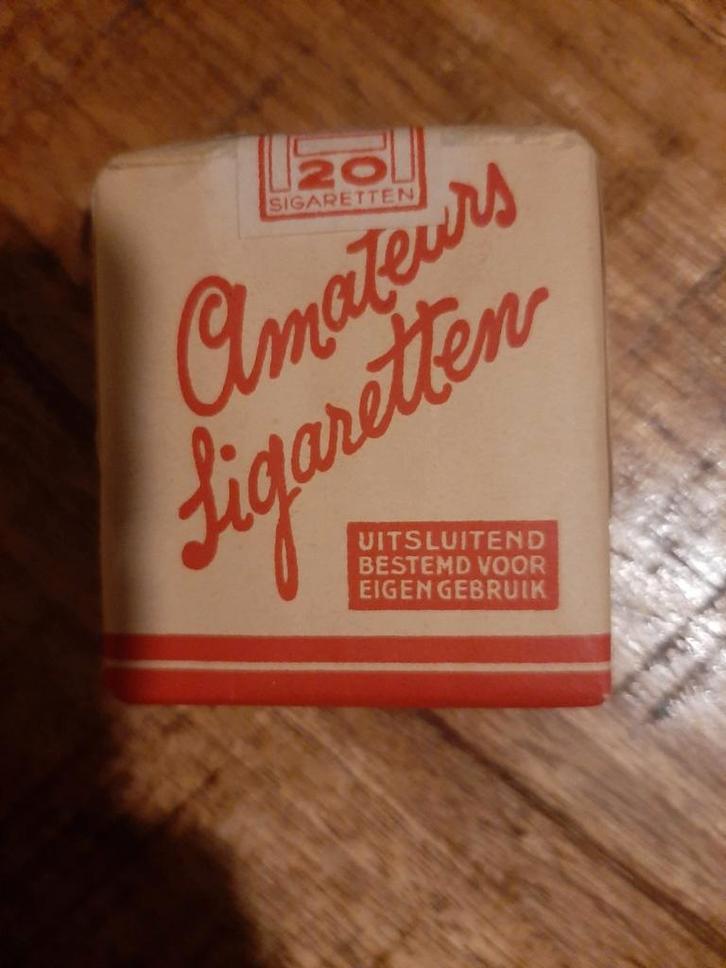 20
SIGARETTEN
Amateurs
Sigaretten
UITSLUITEND
BESTEMD VOOR
EIGEN GEBRUIK